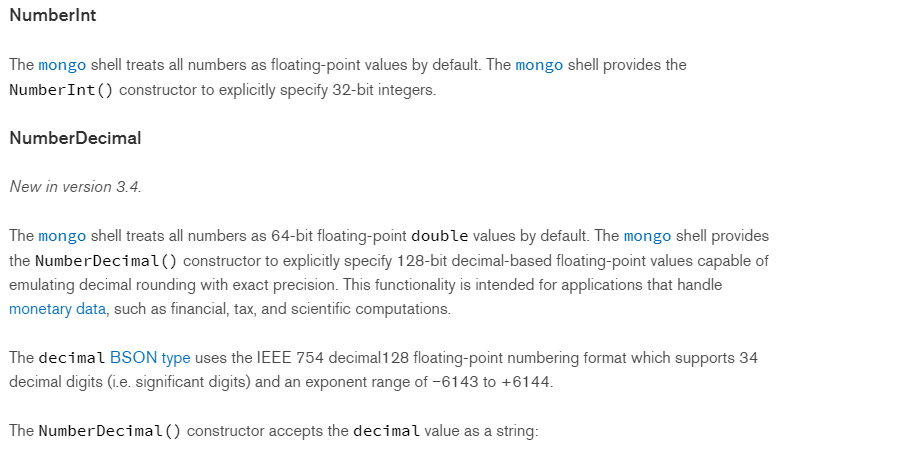 NumberInt
The mongo shell treats all numbers as floating-point values by default. The mongo shell provides the
NumberInt() constructor to explicitly specify 32-bit integers.
NumberDecimal
New in version 3.4.
The mongo shell treats all numbers as 64-bit floating-point double values by default. The mongo shell provides
the NumberDecimal() constructor to explicitly specify 128-bit decimal-based floating-point values capable of
emulating decimal rounding with exact precision. This functionality is intended for applications that handle
monetary data, such as financial, tax, and scientific computations.
The decimal BSON type uses the IEEE 754 decimal128 floating-point numbering format which supports 34
decimal digits (i.e. significant digits) and an exponent range of −6143 to +6144.
The NumberDecimal() constructor accepts the decimal value as a string: